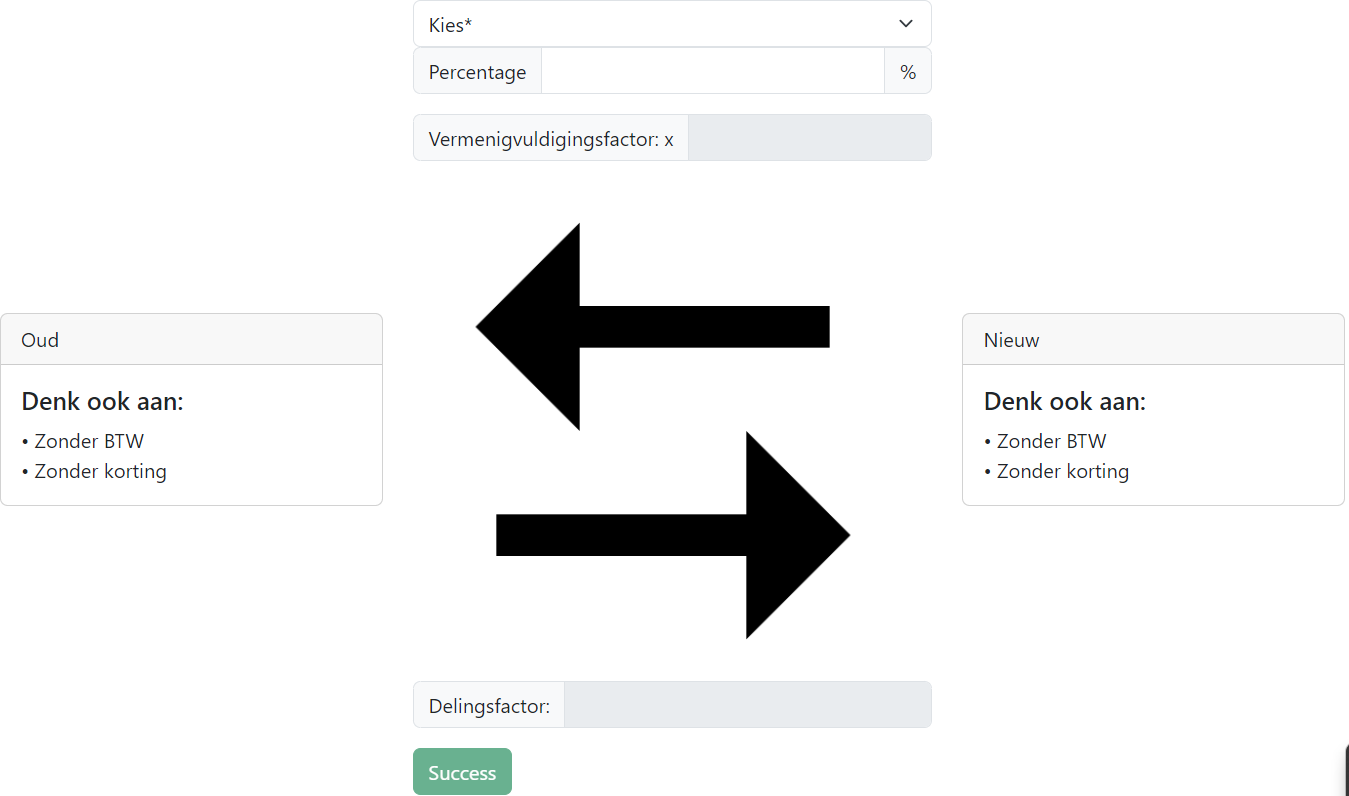 Kies*
Percentage %
Vermenigvuldigingsfactor: x
Oud
Denk ook aan:
• Zonder BTW
• Zonder korting
Nieuw
Denk ook aan:
• Zonder BTW
• Zonder korting
Delingsfactor:
Success